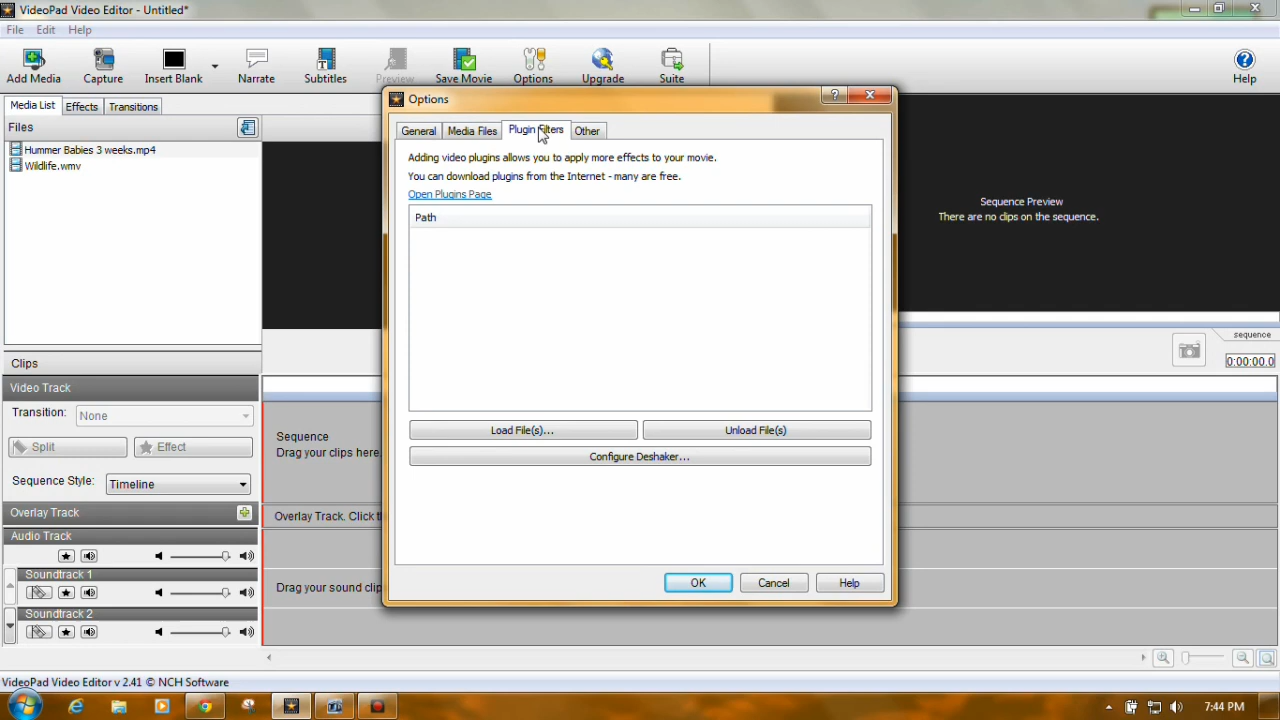 VideoPad Video Editor - Untitled*
File Edit Help
Add Media Capture Insert Blank Narrate Subtitles Preview Save Movie Options Upgrade Suite Help
Media List Effects Transitions
Files
Hummer Babies 3 weeks.mp4
Wildlife.wmv
Options
General Media Files Plugin Filters Other
Adding video plugins allows you to apply more effects to your movie.
You can download plugins from the Internet - many are free.
Open Plugins Page
Path
Load File(s)... Unload File(s)
Configure Deshaker...
OK Cancel Help
Sequence Preview
There are no clips on the sequence.
sequence
0:00:00.0
Clips
Video Track
Transition: None
Split Effect
Sequence Style: Timeline
Sequence
Drag your clips here.
Overlay Track
Overlay Track. Click
Audio Track
Soundtrack 1
Drag your sound clip
Soundtrack 2
VideoPad Video Editor v 2.41 © NCH Software
7:44 PM